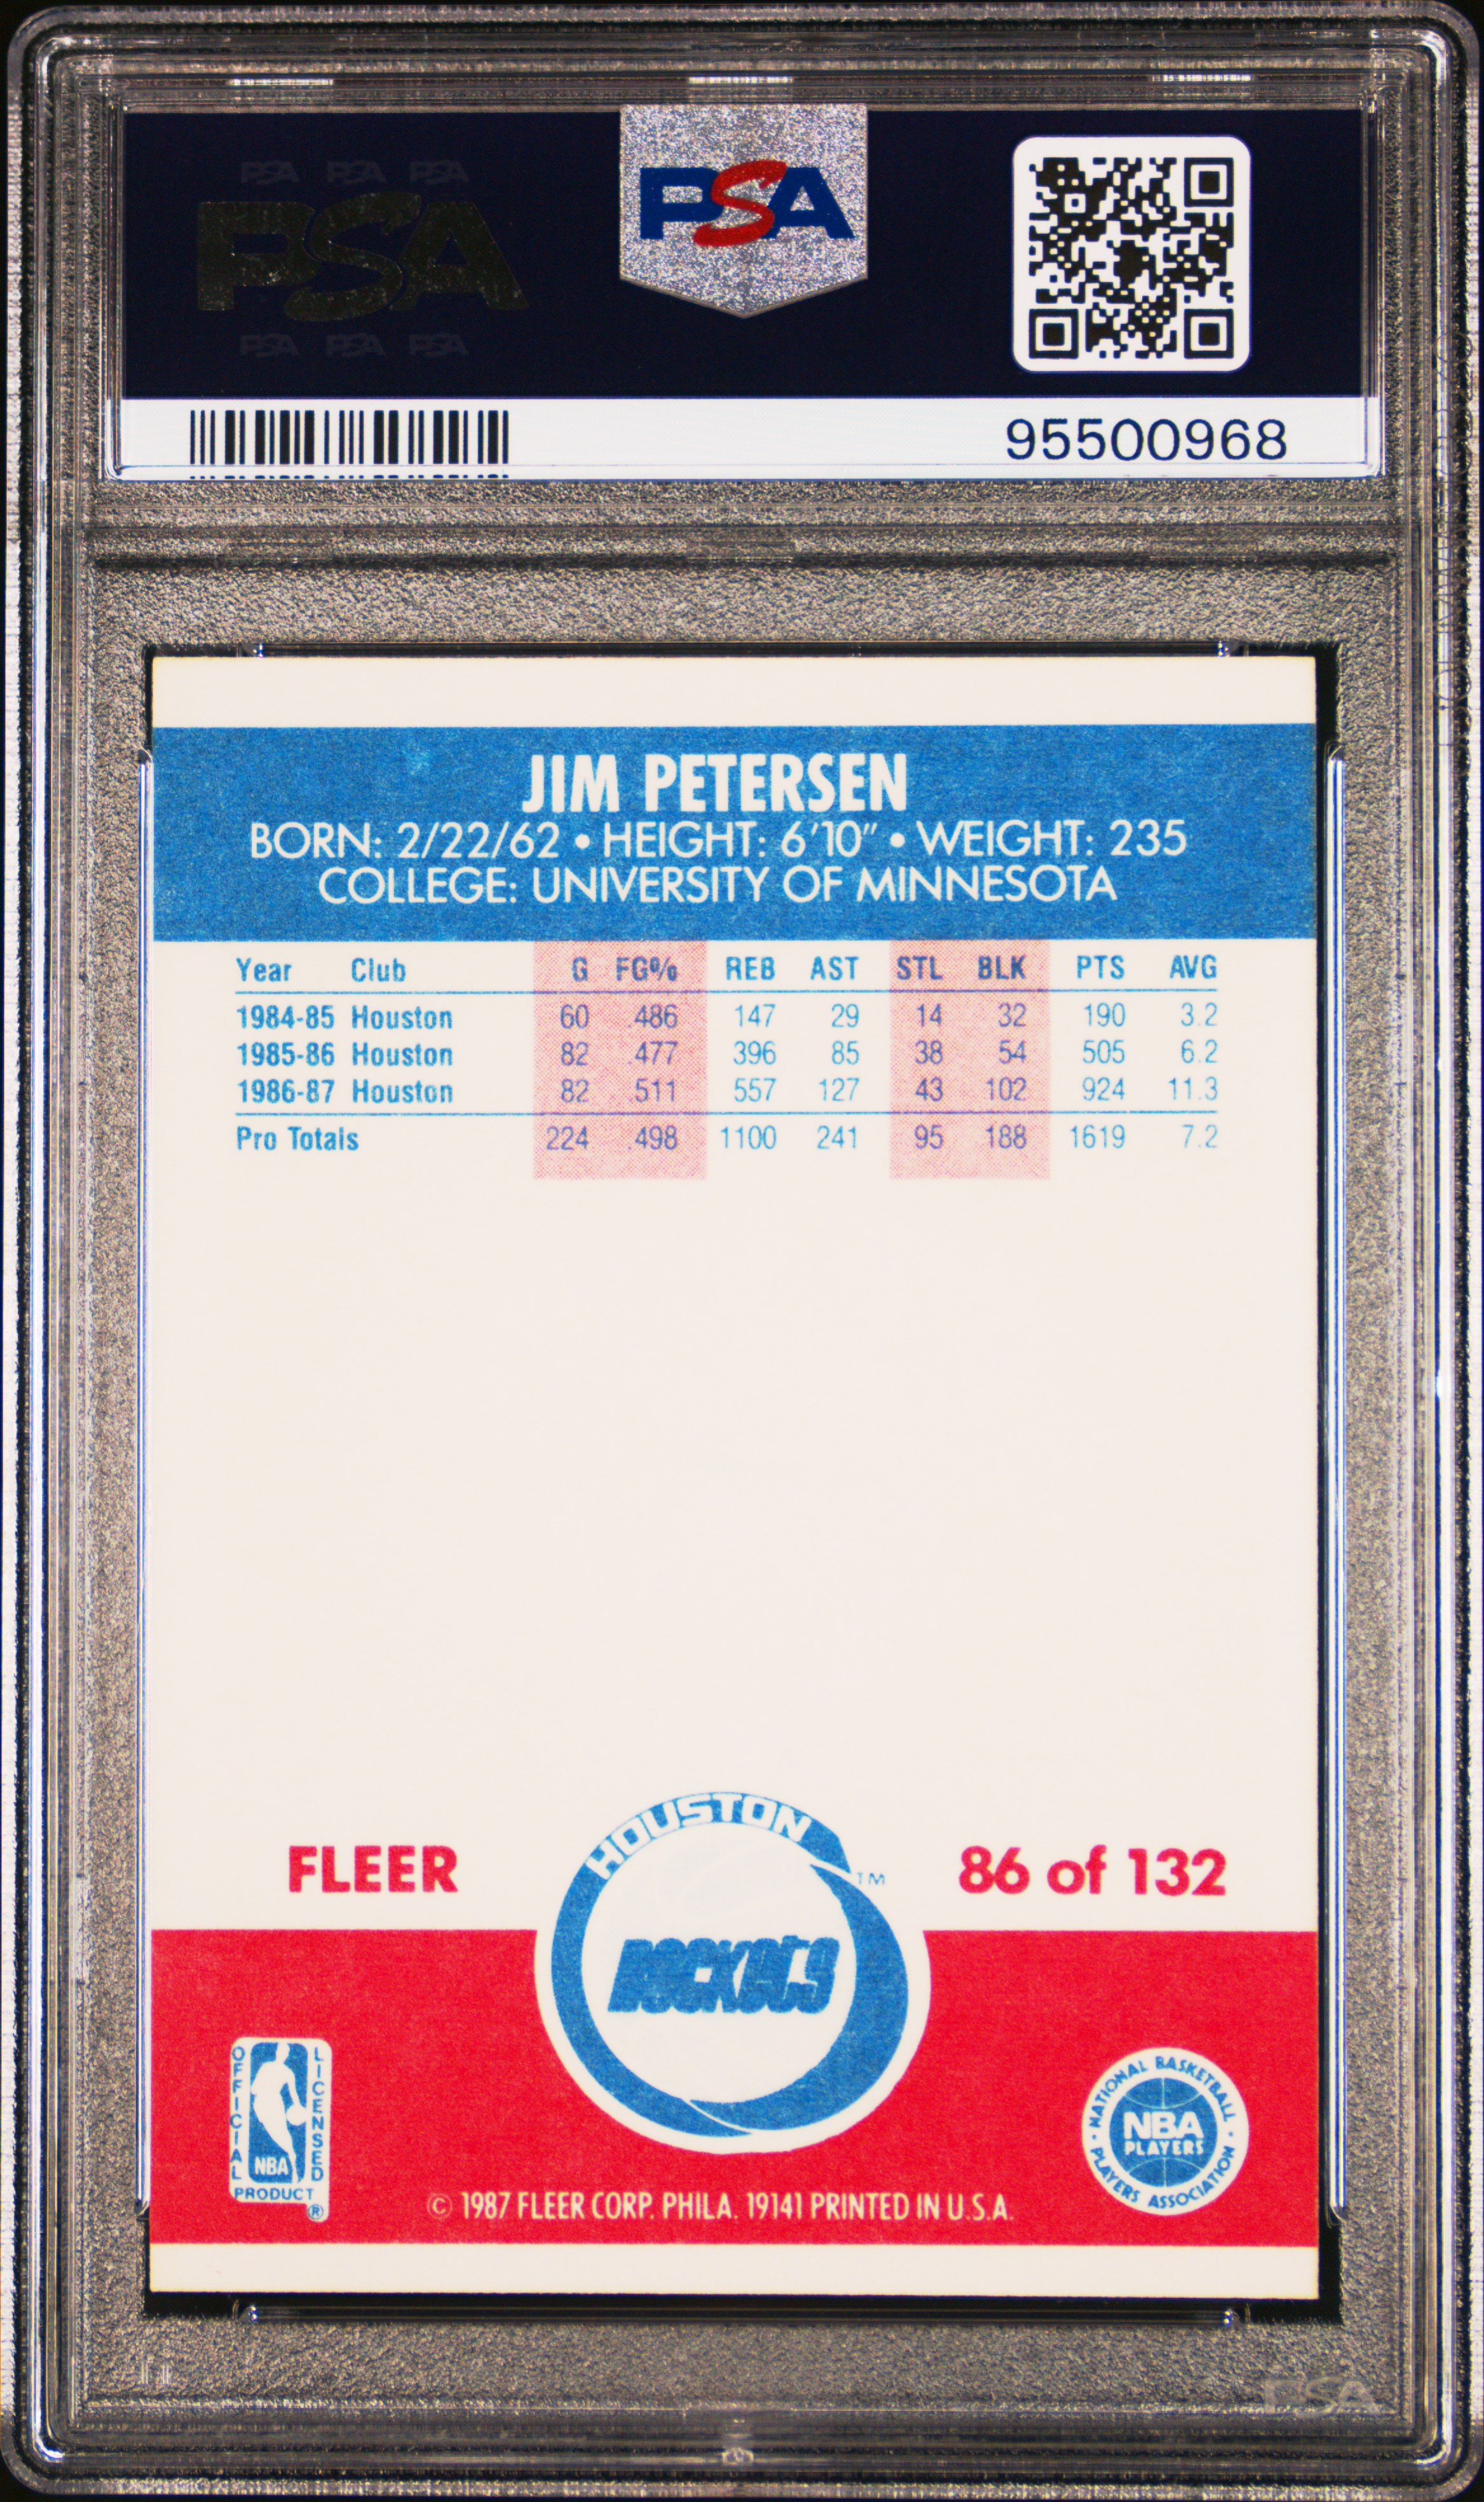 PSA PSA PSA
PSA
PSA PSA PSA
PSA
95500968
JIM PETERSEN
BORN: 2/22/62 • HEIGHT: 6'10" • WEIGHT: 235
COLLEGE: UNIVERSITY OF MINNESOTA
Year Club G FG% REB AST STL BLK PTS AVG
1984-85 Houston 60 .486 147 29 14 32 190 3.2
1985-86 Houston 82 .477 396 85 38 54 505 6.2
1986-87 Houston 82 .511 557 127 43 102 924 11.3
Pro Totals 224 .498 1100 241 95 188 1619 7.2
FLEER
HOUSTON
ROCKETS
TM
86 of 132
OFFICIAL
LICENSED
NBA
PRODUCT
®
© 1987 FLEER CORP. PHILA. 19141 PRINTED IN U.S.A.
• NATIONAL BASKETBALL •
NBA
PLAYERS
PLAYERS ASSOCIATION
PSA